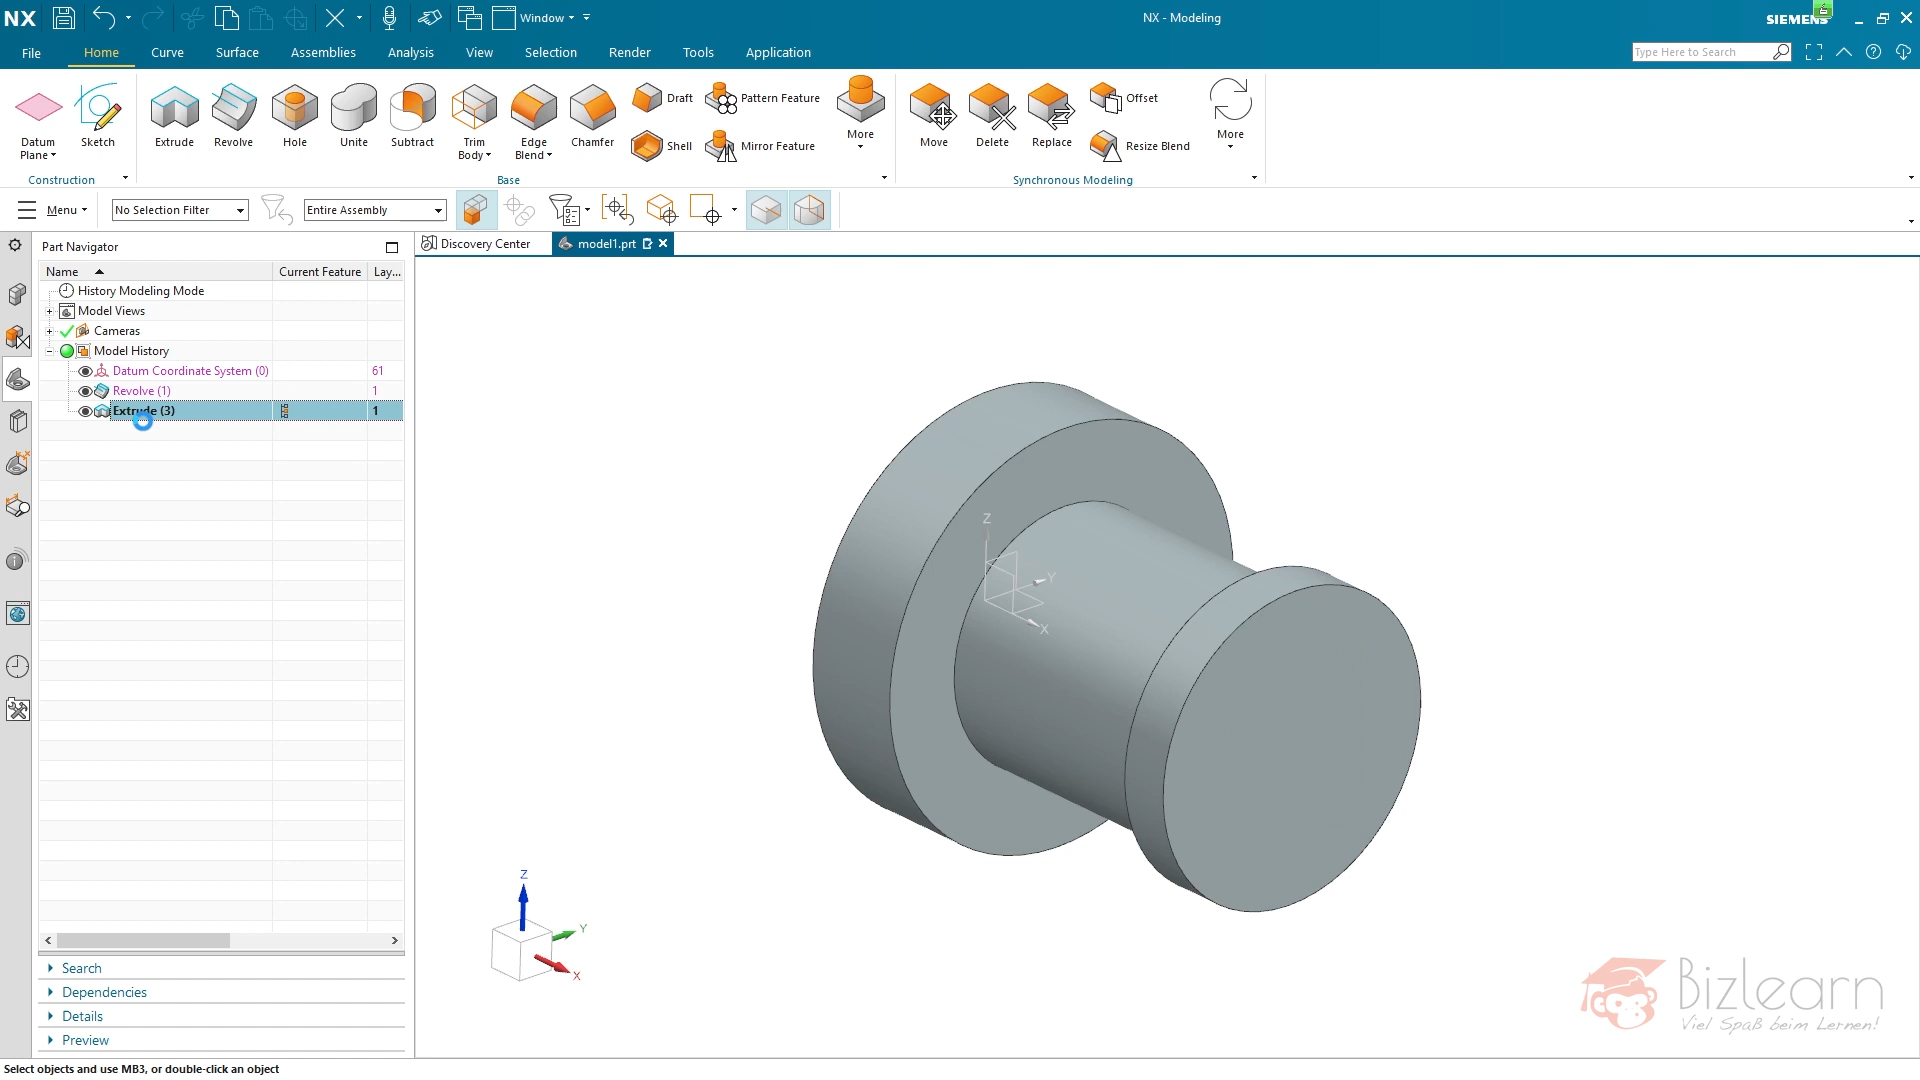 NX
Window
NX - Modeling
SIEMENS
File
Home
Curve
Surface
Assemblies
Analysis
View
Selection
Render
Tools
Application
Type Here to Search
Datum Plane
Sketch
Extrude
Revolve
Hole
Unite
Subtract
Trim Body
Edge Blend
Chamfer
Draft
Shell
Pattern Feature
Mirror Feature
More
Move
Delete
Replace
Offset
Resize Blend
More
Construction
Base
Synchronous Modeling
Menu
No Selection Filter
Entire Assembly
Part Navigator
Discovery Center
model1.prt
Name
Current Feature
Lay...
History Modeling Mode
Model Views
Cameras
Model History
Datum Coordinate System (0) 61
Revolve (1) 1
Extrude (3) 1
Z
Y
X
Z
Y
X
Search
Dependencies
Details
Preview
Bizlearn
Viel Spaß beim Lernen!
Select objects and use MB3, or double-click an object